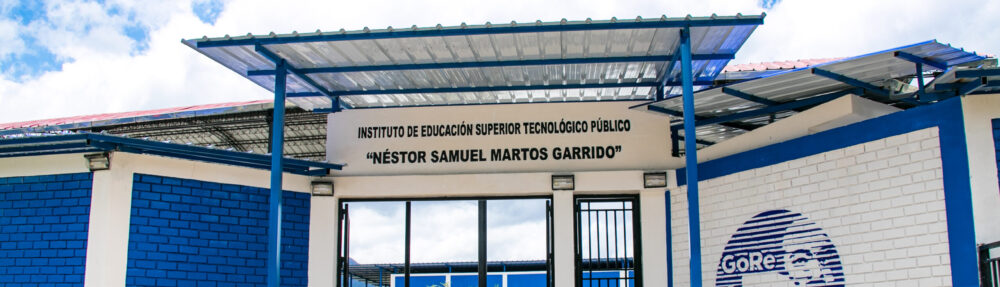 INSTITUTO DE EDUCACIÓN SUPERIOR TECNOLÓGICO PÚBLICO
“NÉSTOR SAMUEL MARTOS GARRIDO”
GoRe